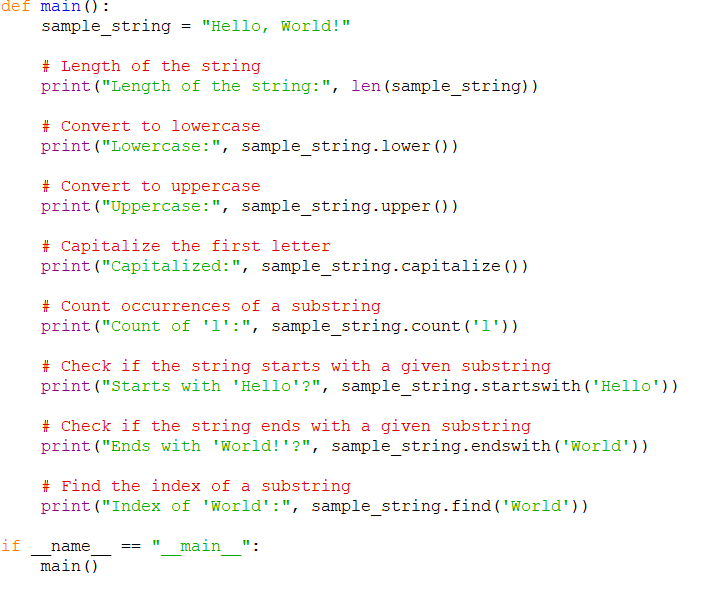 def main():
    sample_string = "Hello, World!"

    # Length of the string
    print("Length of the string:", len(sample_string))

    # Convert to lowercase
    print("Lowercase:", sample_string.lower())

    # Convert to uppercase
    print("Uppercase:", sample_string.upper())

    # Capitalize the first letter
    print("Capitalized:", sample_string.capitalize())

    # Count occurrences of a substring
    print("Count of 'l':", sample_string.count('l'))

    # Check if the string starts with a given substring
    print("Starts with 'Hello'?", sample_string.startswith('Hello'))

    # Check if the string ends with a given substring
    print("Ends with 'World!'?", sample_string.endswith('World'))

    # Find the index of a substring
    print("Index of 'World':", sample_string.find('World'))

if __name__ == "__main__":
    main()